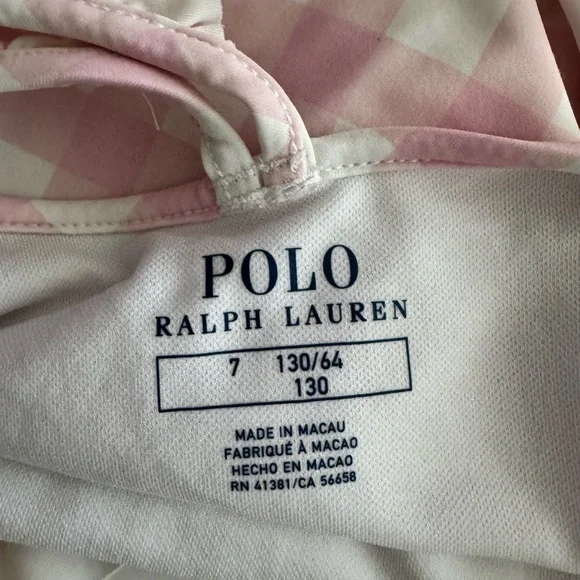 POLO
RALPH LAUREN
7 130/64
130
MADE IN MACAU
FABRIQUÉ À MACAO
HECHO EN MACAO
RN 41381/CA 56658